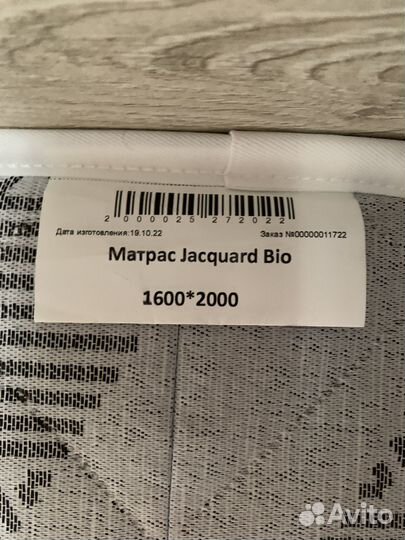 2000025272022
Дата изготовления:19.10.22 Заказ №00000011722
Матрас Jacquard Bio
1600*2000
Avito